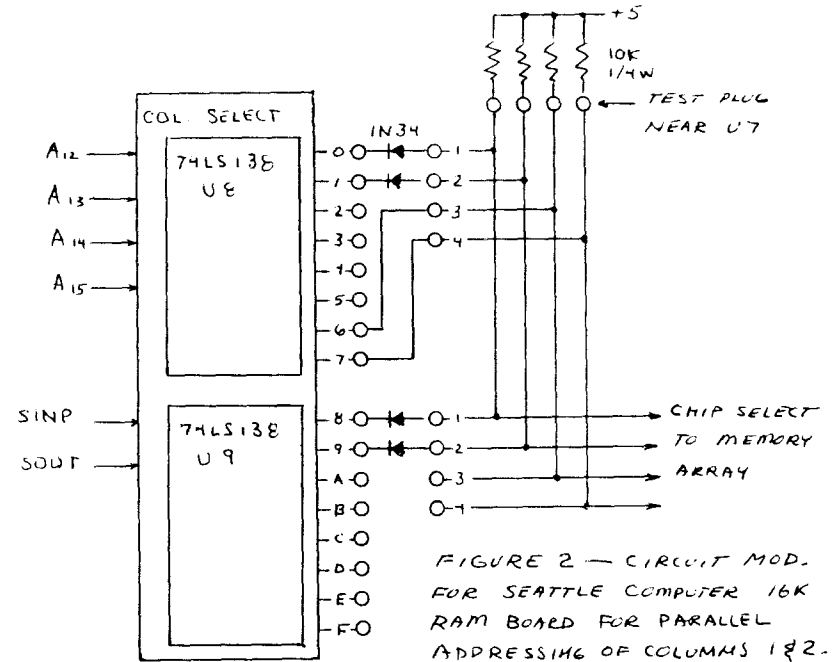 +5
10K
1/4W
TEST PLUG
NEAR U7
COL. SELECT
1N34
74LS138
U8
A12
A13
A14
A15
0
1
2
3
4
5
6
7
1
2
3
4
SINP
SOUT
74LS138
U9
8
9
A
B
C
D
E
F
1
2
3
4
CHIP SELECT
TO MEMORY
ARRAY
FIGURE 2 — CIRCUIT MOD.
FOR SEATTLE COMPUTER 16K
RAM BOARD FOR PARALLEL
ADDRESSING OF COLUMNS 1 & 2.